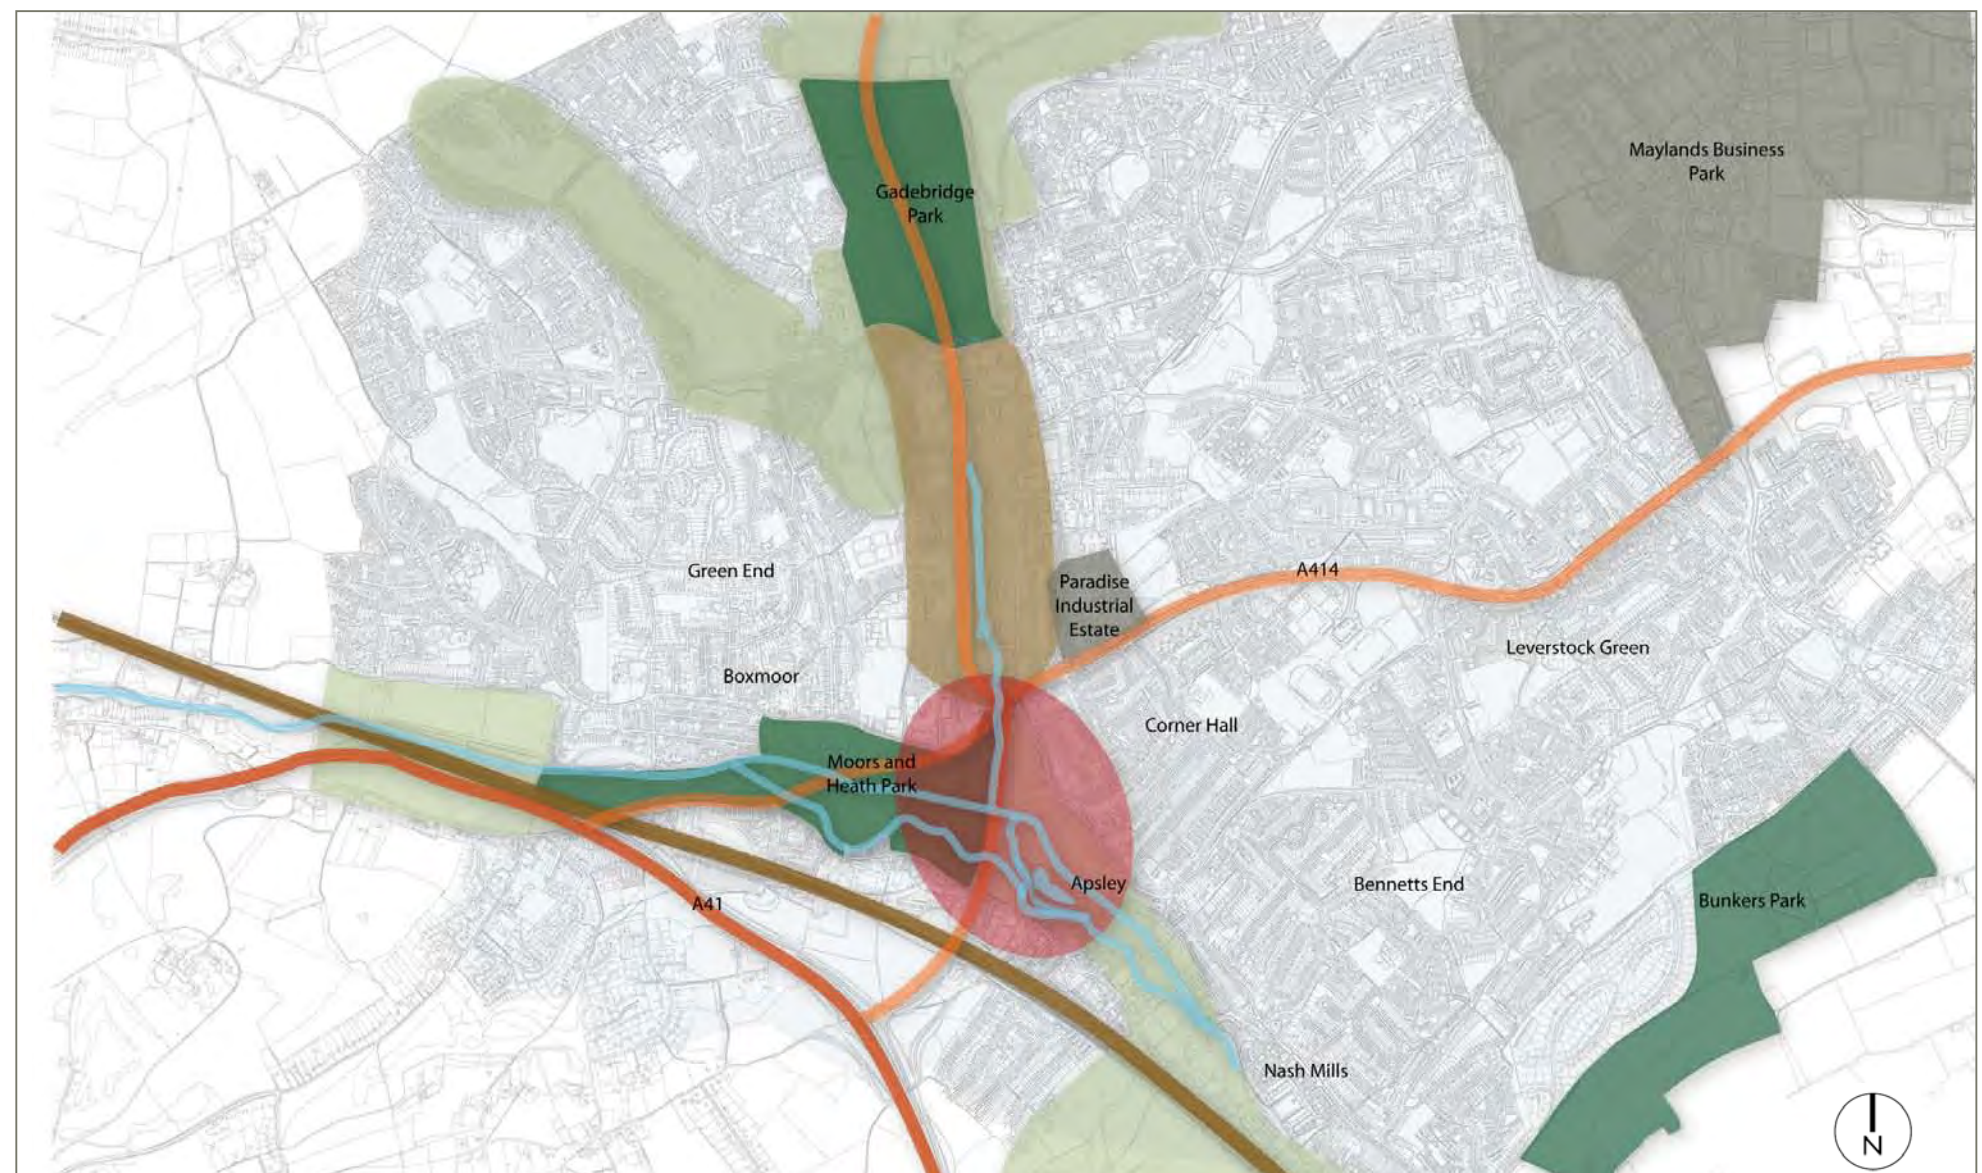 Maylands Business
Park
Gadebridge
Park
Green End
Paradise
Industrial
Estate
A414
Leverstock Green
Boxmoor
Corner Hall
Moors and
Heath Park
Apsley
Bennetts End
A41
Bunkers Park
Nash Mills
N